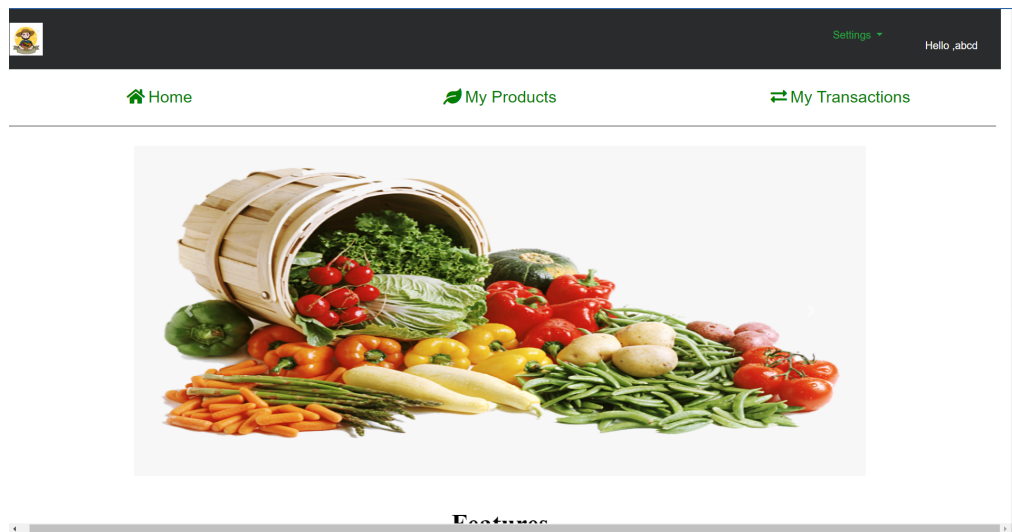 Settings
Hello ,abcd
Home
My Products
My Transactions
Features